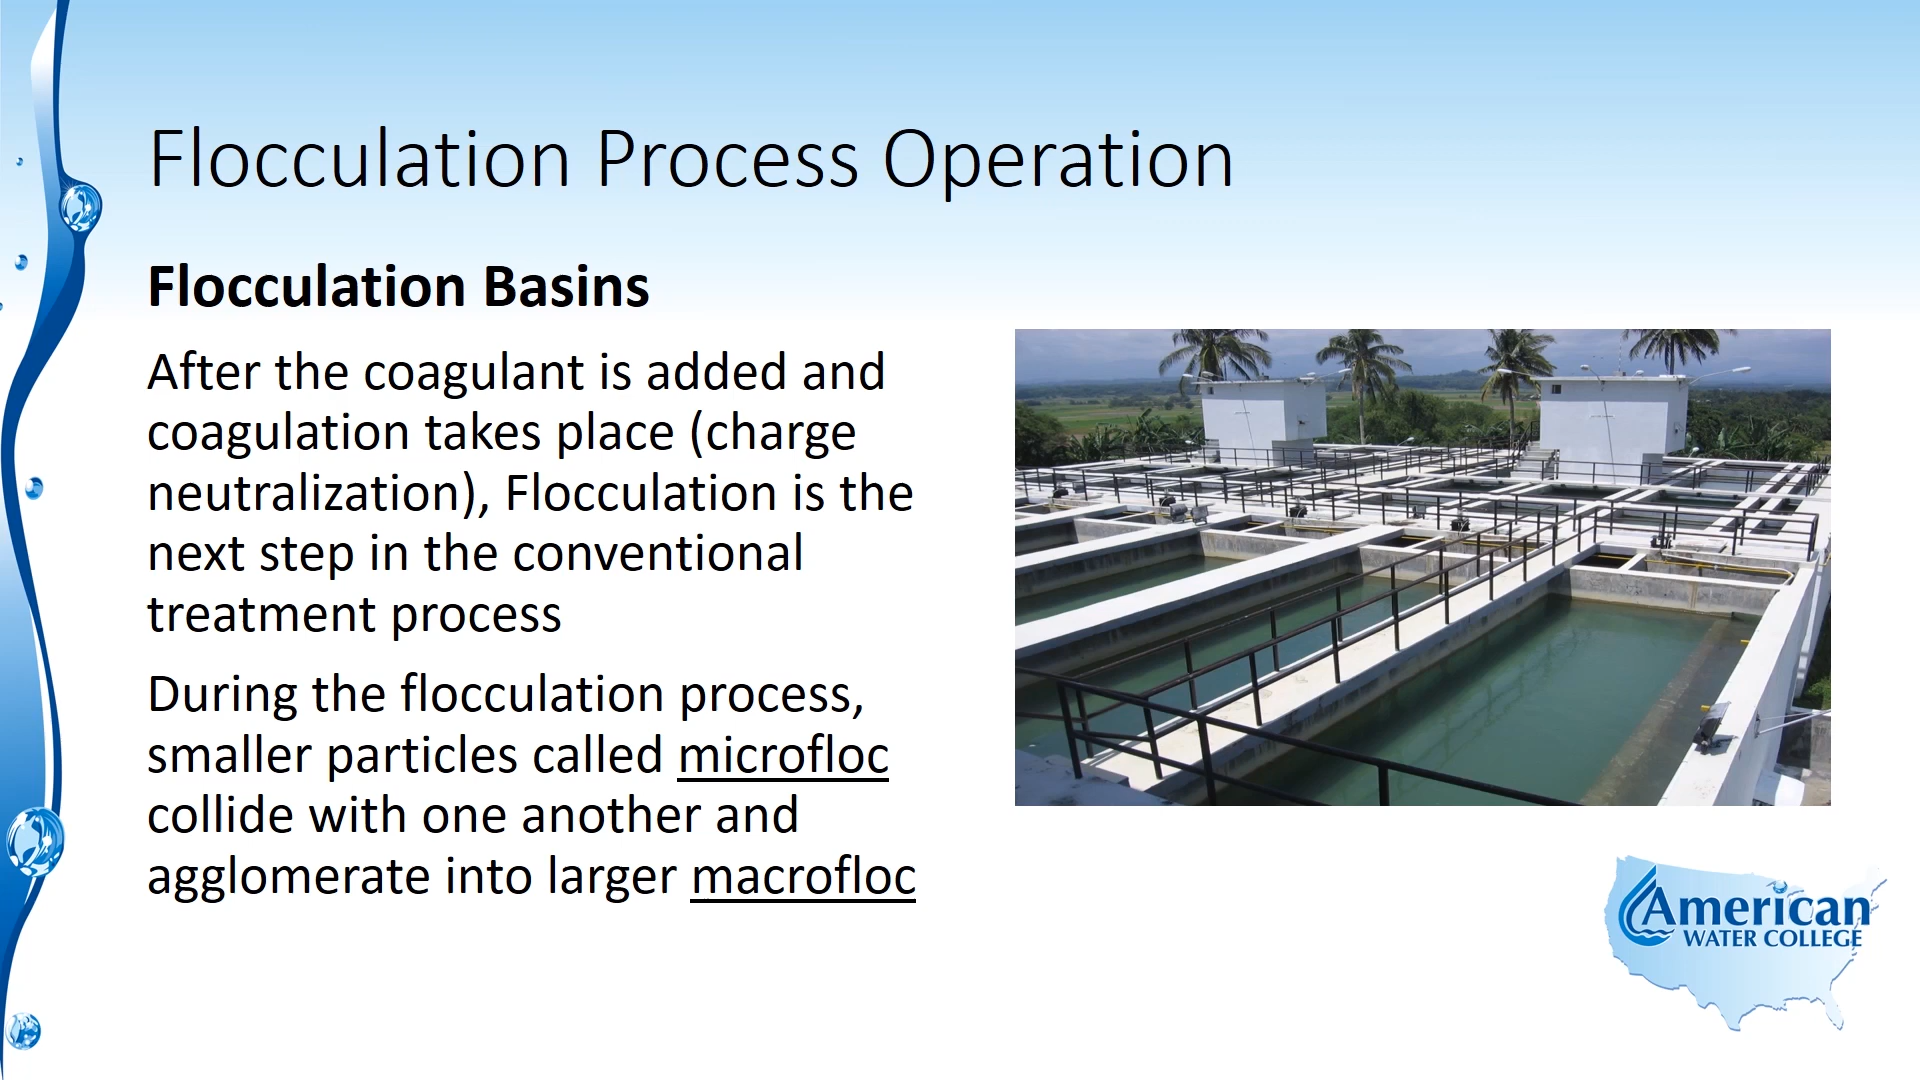 Flocculation Process Operation
Flocculation Basins
After the coagulant is added and
coagulation takes place (charge
neutralization), Flocculation is the
next step in the conventional
treatment process
During the flocculation process,
smaller particles called microfloc
collide with one another and
agglomerate into larger macrofloc
American
WATER COLLEGE